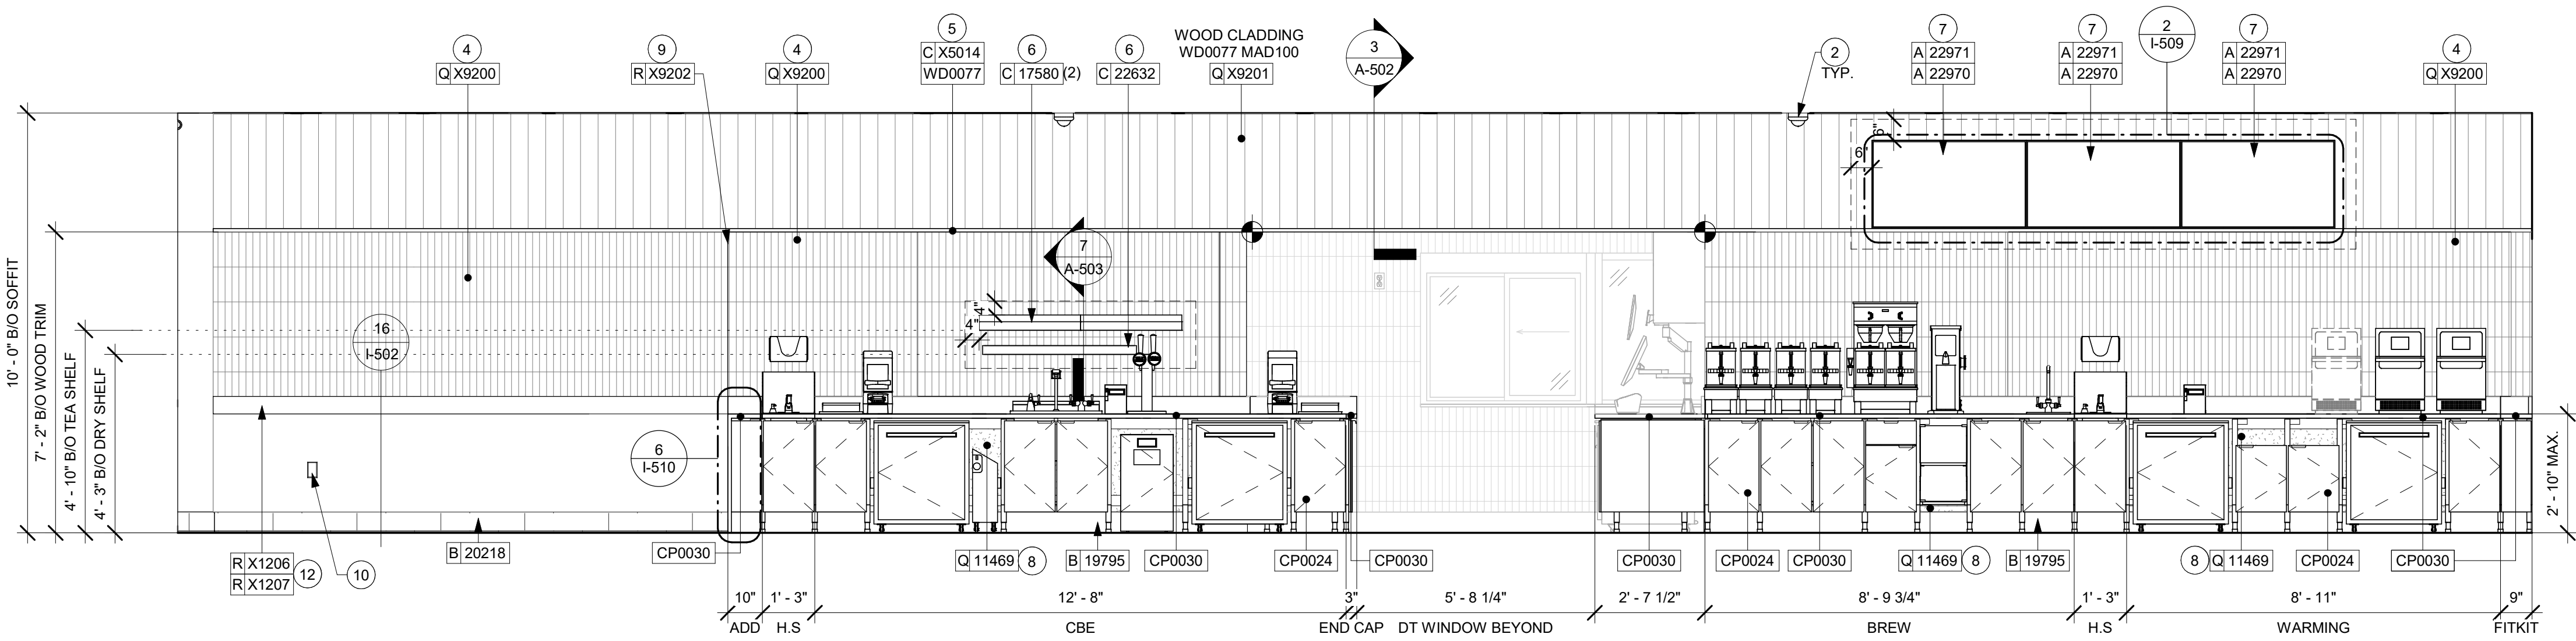 4
Q X9200
9
R X9202
4
Q X9200
5
C X5014
WD0077
6
C 17580 (2)
6
C 22632
WOOD CLADDING
WD0077 MAD100
Q X9201
3
A-502
2
TYP.
7
A 22971
A 22970
7
A 22971
A 22970
2
I-509
7
A 22971
A 22970
4
Q X9200
6"
6"
10' - 0" B/O SOFFIT
7' - 2" B/O WOOD TRIM
4' - 10" B/O TEA SHELF
4' - 3" B/O DRY SHELF
16
I-502
7
A-503
4"
4"
6
I-510
2' - 10" MAX.
R X1206
R X1207
12
10
B 20218
CP0030
Q 11469
8
B 19795
CP0030
CP0024
CP0030
CP0030
CP0024
CP0030
Q 11469
8
B 19795
8
Q 11469
CP0024
CP0030
10"
1' - 3"
12' - 8"
3"
5' - 8 1/4"
2' - 7 1/2"
8' - 9 3/4"
1' - 3"
8' - 11"
9"
ADD
H.S
CBE
END CAP
DT WINDOW BEYOND
BREW
H.S
WARMING
FITKIT